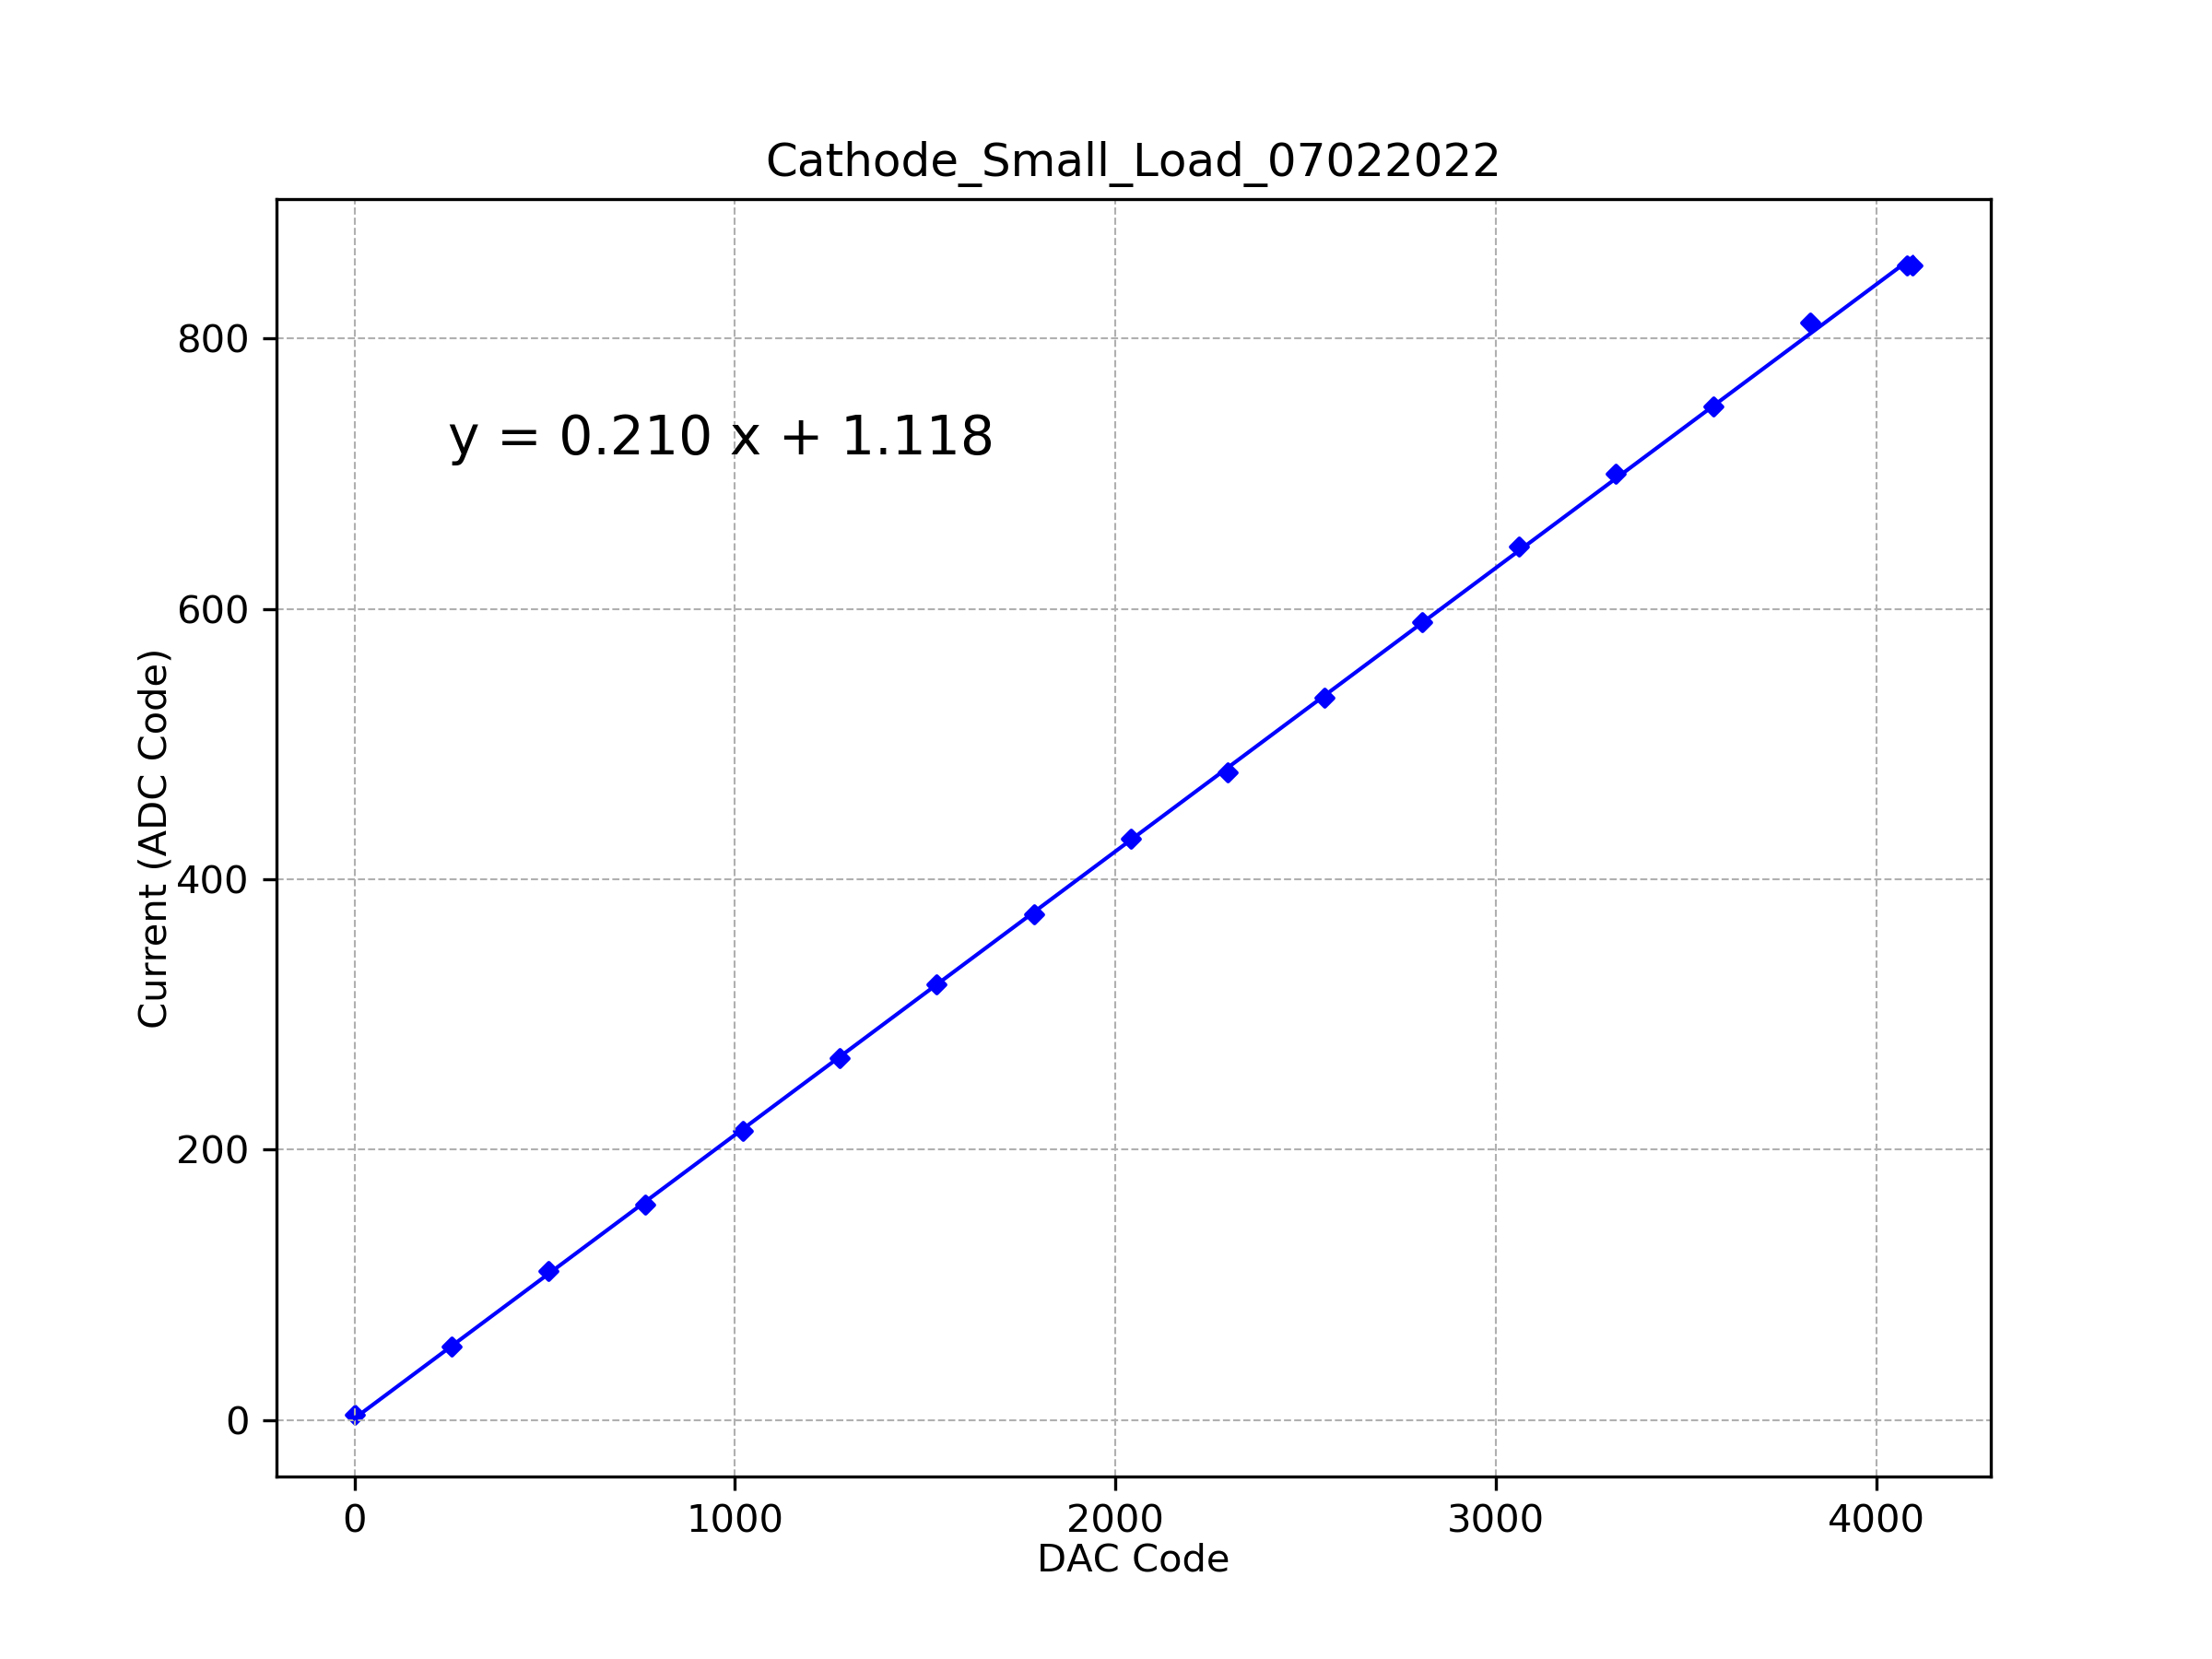 Cathode_Small_Load_07022022
y = 0.210 x + 1.118
Current (ADC Code)
800
600
400
200
0
0 1000 2000 3000 4000
DAC Code